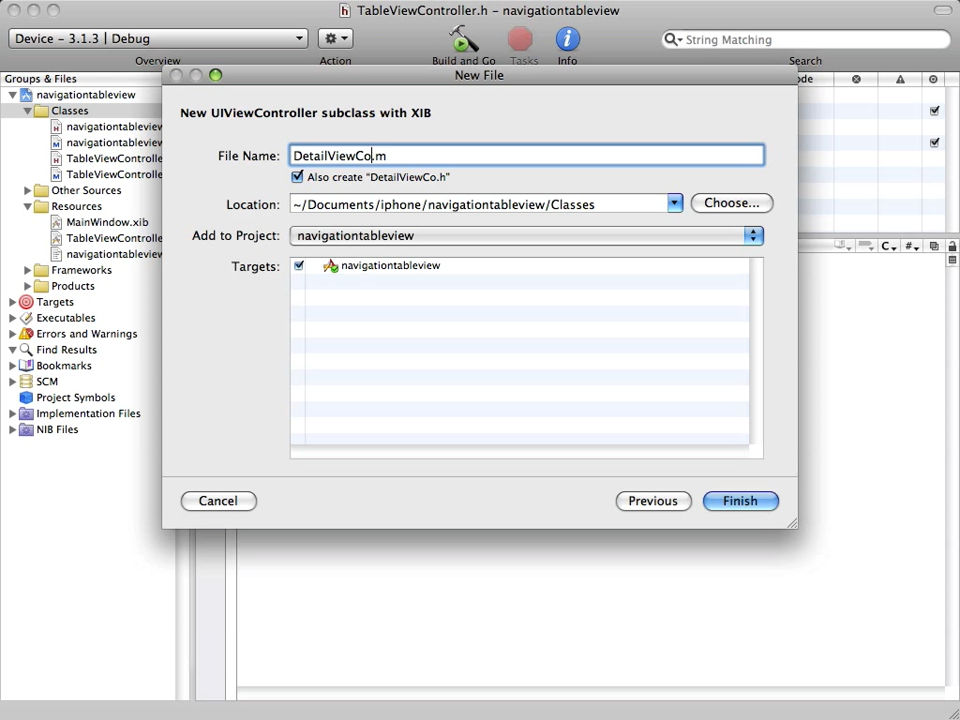 TableViewController.h - navigationtableview
Device - 3.1.3 | Debug
String Matching
Overview
Action
Build and Go
Tasks
Info
Search
New File
Groups & Files
ode
navigationtableview
Classes
navigationtableview
navigationtableview
TableViewControlle
TableViewControlle
Other Sources
Resources
MainWindow.xib
TableViewControlle
navigationtableview
Frameworks
Products
Targets
Executables
Errors and Warnings
Find Results
Bookmarks
SCM
Project Symbols
Implementation Files
NIB Files
New UIViewController subclass with XIB
File Name:
DetailViewCo.m
Also create "DetailViewCo.h"
Location:
~/Documents/iphone/navigationtableview/Classes
Choose...
Add to Project:
navigationtableview
Targets:
navigationtableview
Cancel
Previous
Finish
C
#